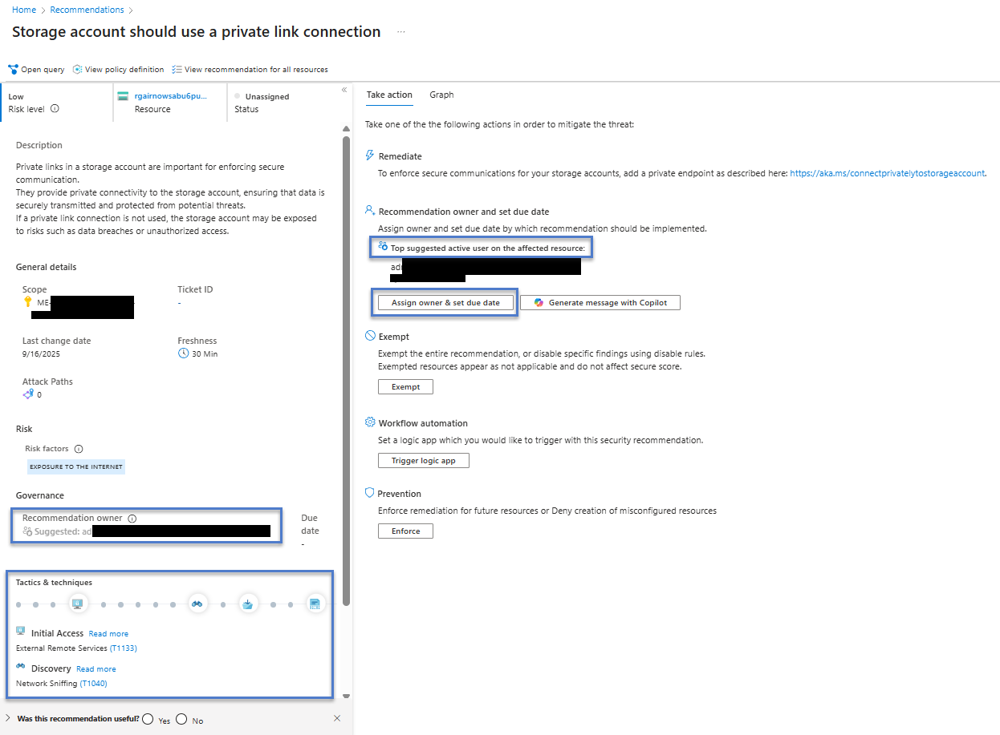 Home > Recommendations >
Storage account should use a private link connection ...
Open query View policy definition View recommendation for all resources
Low
Risk level
rgairnowsabu6pu...
Resource
Unassigned
Status
Description
Private links in a storage account are important for enforcing secure
communication.
They provide private connectivity to the storage account, ensuring that data is
securely transmitted and protected from potential threats.
If a private link connection is not used, the storage account may be exposed
to risks such as data breaches or unauthorized access.
General details
Scope
ME-
Ticket ID
-
Last change date
9/16/2025
Freshness
30 Min
Attack Paths
0
Risk
Risk factors
EXPOSURE TO THE INTERNET
Governance
Recommendation owner
Suggested: ad
Due
date
-
Tactics & techniques
Initial Access Read more
External Remote Services (T1133)
Discovery Read more
Network Sniffing (T1040)
Was this recommendation useful? Yes No
Take action Graph
Take one of the the following actions in order to mitigate the threat:
Remediate
To enforce secure communications for your storage accounts, add a private endpoint as described here: https://aka.ms/connectprivatelytostorageaccount.
Recommendation owner and set due date
Assign owner and set due date by which recommendation should be implemented.
Top suggested active user on the affected resource:
Assign owner & set due date Generate message with Copilot
Exempt
Exempt the entire recommendation, or disable specific findings using disable rules.
Exempted resources appear as not applicable and do not affect secure score.
Exempt
Workflow automation
Set a logic app which you would like to trigger with this security recommendation.
Trigger logic app
Prevention
Enforce remediation for future resources or Deny creation of misconfigured resources
Enforce